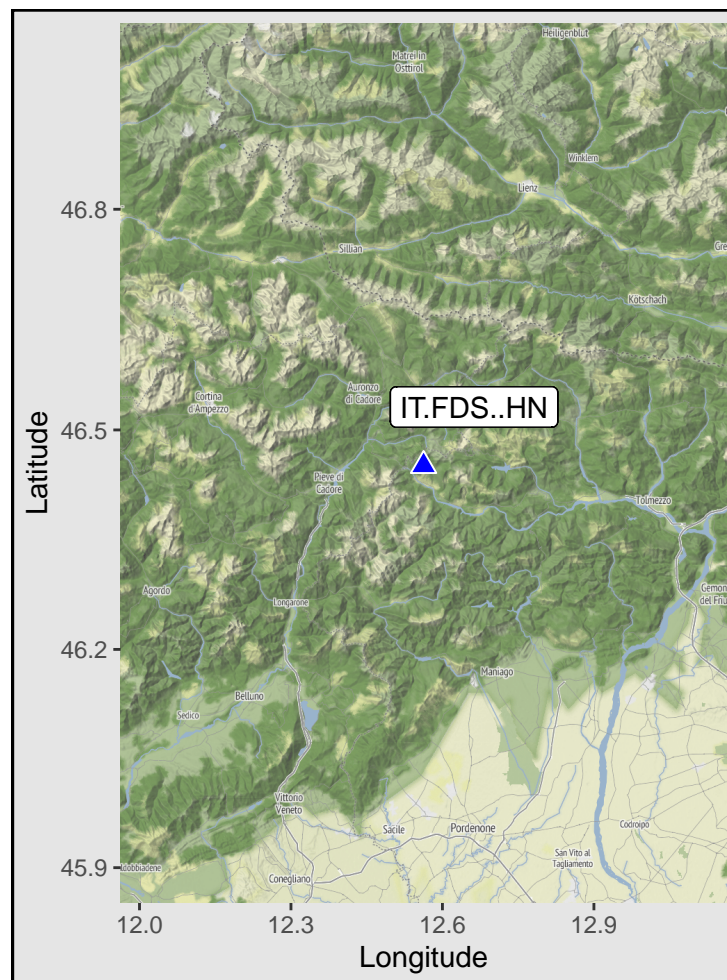 Heiligenblut
Matrei in
Osttirol
Winklern
Lienz
46.8
Sillian
Gre
Kötschach
Auronzo
di Cadore
Cortina
d'Ampezzo
IT.FDS..HN
46.5
Latitude
Pieve di
Cadore
Tolmezzo
Agordo
Longarone
Gemon
del Friu
46.2
Maniago
Belluno
Sedico
Vittorio
Veneto
Sacile
Pordenone
Codroipo
45.9
ldobbiadene
San Vito al
Tagliamento
Conegliano
12.0
12.3
12.6
12.9
Longitude